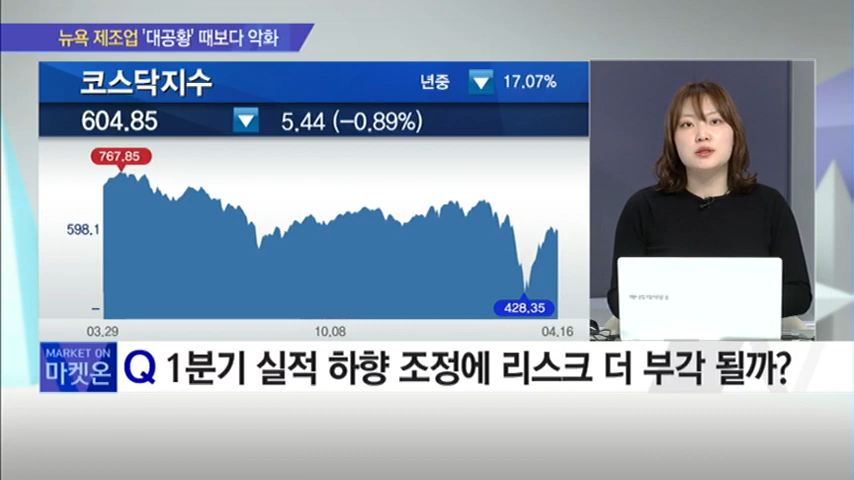 뉴욕 제조업 '대공황' 때보다 악화
코스닥지수
년중 ▼ 17.07%
604.85 ▼ 5.44 (-0.89%)
767.85
598.1
428.35
03.29 10.08 04.16
MARKET ON
마켓온
Q 1분기 실적 하향 조정에 리스크 더 부각 될까?